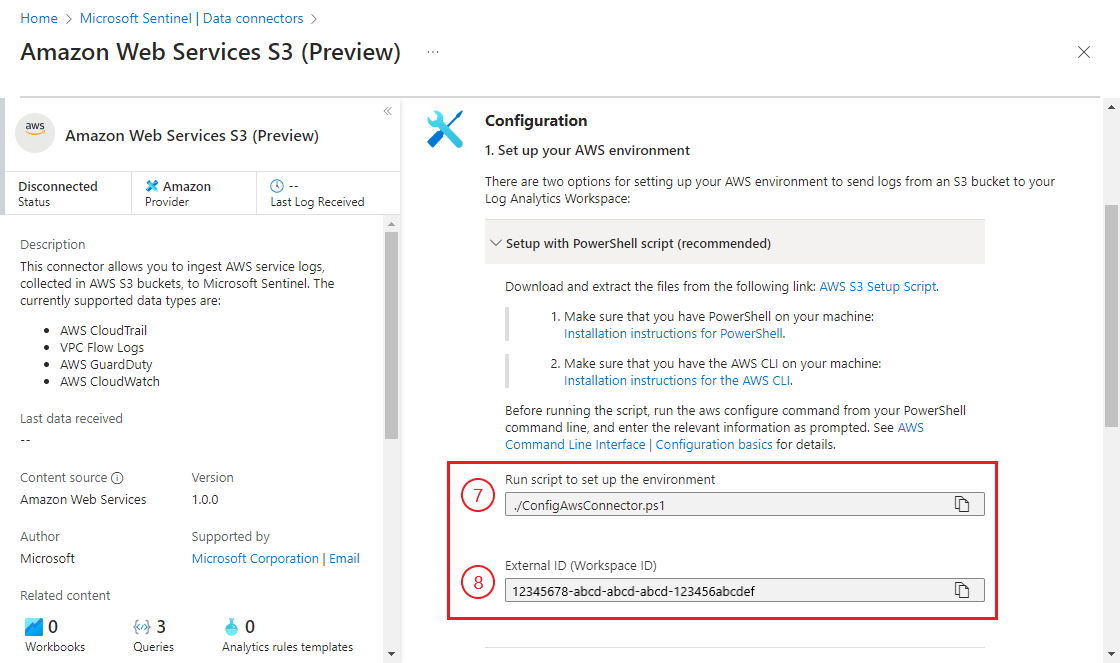 Home > Microsoft Sentinel | Data connectors >
Amazon Web Services S3 (Preview) ...
aws
Amazon Web Services S3 (Preview)
Disconnected
Status
Amazon
Provider
--
Last Log Received
Description
This connector allows you to ingest AWS service logs,
collected in AWS S3 buckets, to Microsoft Sentinel. The
currently supported data types are:
• AWS CloudTrail
• VPC Flow Logs
• AWS GuardDuty
• AWS CloudWatch
Last data received
--
Content source
Amazon Web Services
Version
1.0.0
Author
Microsoft
Supported by
Microsoft Corporation | Email
Related content
0
Workbooks
3
Queries
0
Analytics rules templates
Configuration
1. Set up your AWS environment
There are two options for setting up your AWS environment to send logs from an S3 bucket to your
Log Analytics Workspace:
Setup with PowerShell script (recommended)
Download and extract the files from the following link: AWS S3 Setup Script.
1. Make sure that you have PowerShell on your machine:
Installation instructions for PowerShell.
2. Make sure that you have the AWS CLI on your machine:
Installation instructions for the AWS CLI.
Before running the script, run the aws configure command from your PowerShell
command line, and enter the relevant information as prompted. See AWS
Command Line Interface | Configuration basics for details.
7
Run script to set up the environment
./ConfigAwsConnector.ps1
8
External ID (Workspace ID)
12345678-abcd-abcd-abcd-123456abcdef